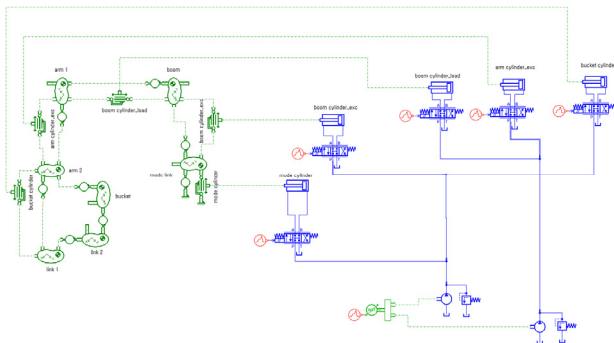 arm 1
boom
arm cylinder_exc
boom cylinder_load
boom cylinder_exc
arm 2
bucket cylinder
bucket
link 1
link 2
mode link
mode cylinder
boom cylinder_exc
mode cylinder
boom cylinder_load
arm cylinder_exc
bucket cylinder